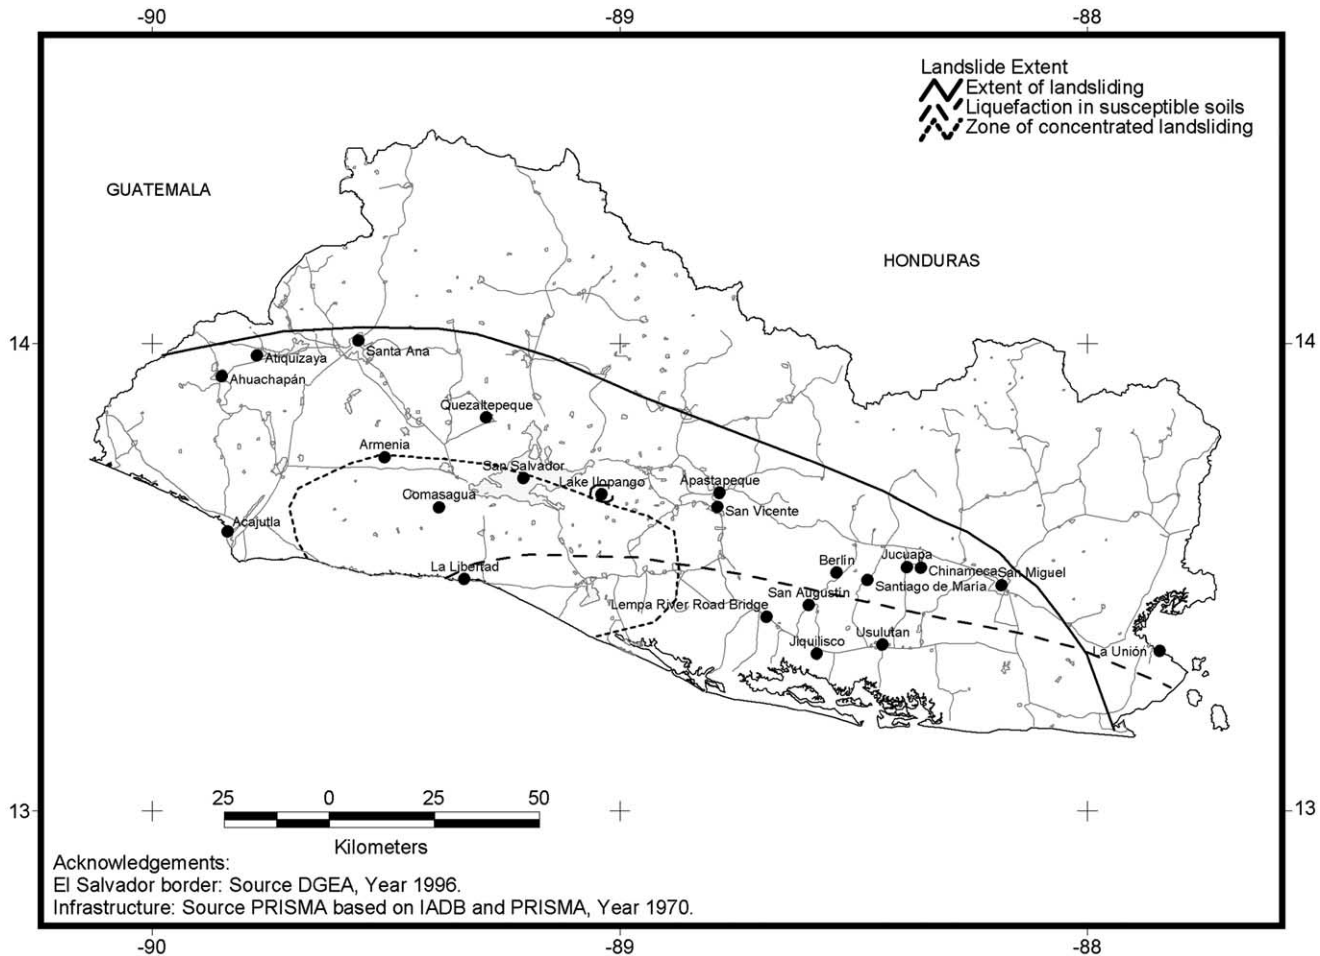 -90 -89 -88
Landslide Extent
Extent of landsliding
Liquefaction in susceptible soils
Zone of concentrated landsliding
GUATEMALA
HONDURAS
14 14
Santa Ana
Atiquizaya
Ahuachapán
Quezaltepeque
Armenia
San Salvador
Lake Ilopango
Apastapeque
Comasagua
San Vicente
Acajutla
La Libertad
Berlín
Jucuapa
Chinameca
San Miguel
Santiago de María
San Augustín
Lempa River Road Bridge
Usulutan
Jiquilisco
La Unión
13 13
25 0 25 50
Kilometers
Acknowledgements:
El Salvador border: Source DGEA, Year 1996.
Infrastructure: Source PRISMA based on IADB and PRISMA, Year 1970.
-90 -89 -88